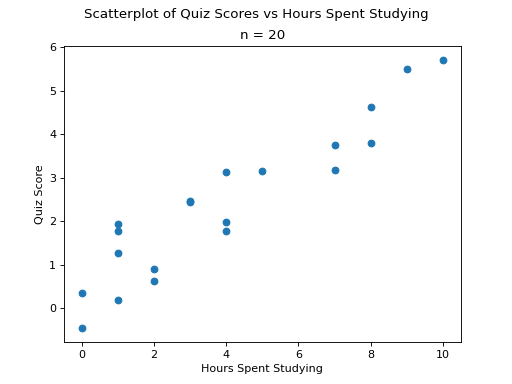 Scatterplot of Quiz Scores vs Hours Spent Studying
n = 20
6
5
4
3
2
1
0
Quiz Score
0 2 4 6 8 10
Hours Spent Studying